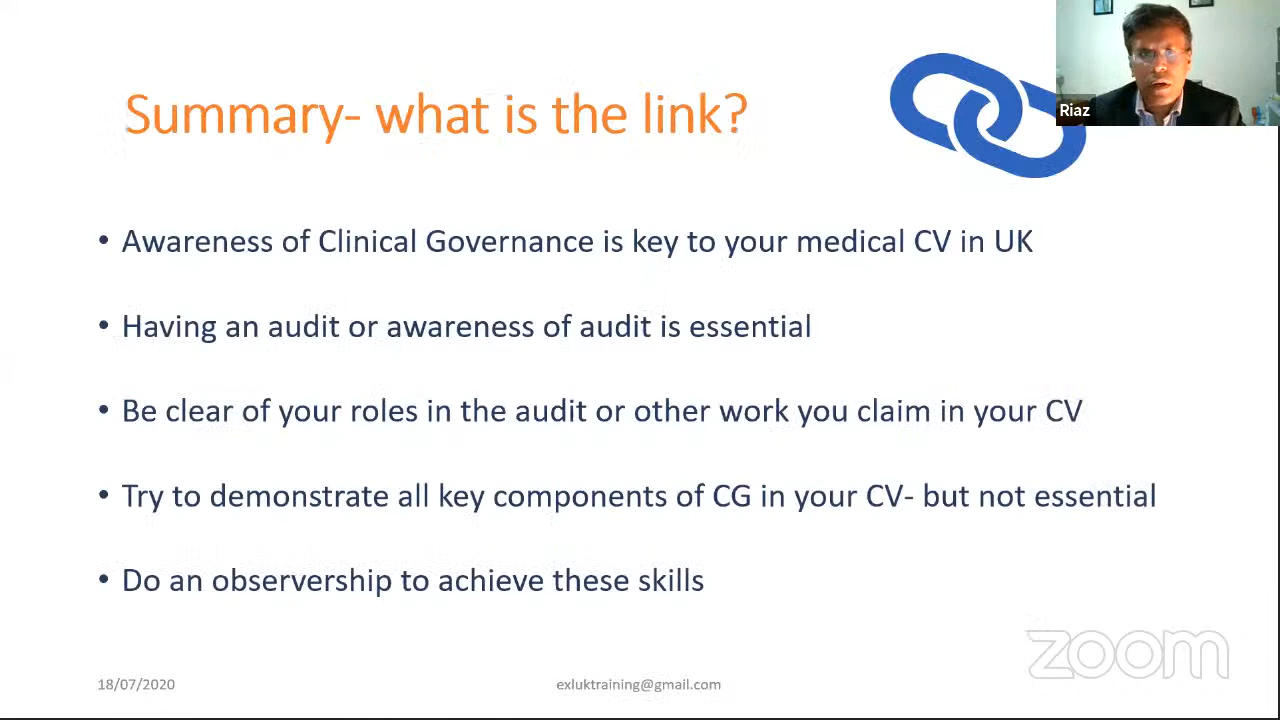 Summary- what is the link?
Riaz
• Awareness of Clinical Governance is key to your medical CV in UK
• Having an audit or awareness of audit is essential
• Be clear of your roles in the audit or other work you claim in your CV
• Try to demonstrate all key components of CG in your CV- but not essential
• Do an observership to achieve these skills
zoom
18/07/2020
exluktraining@gmail.com